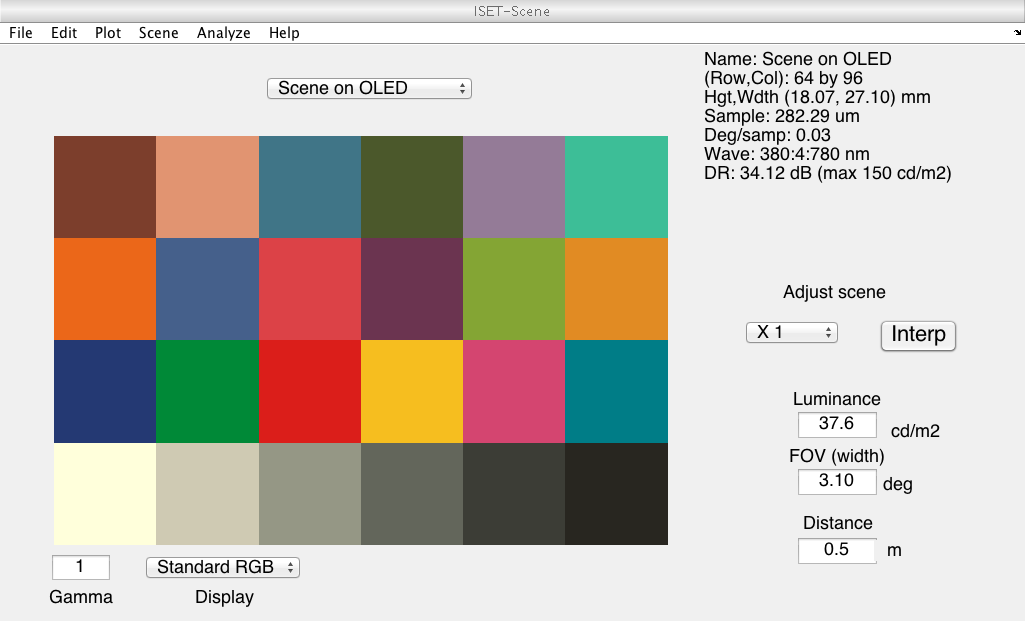 ISET-Scene
File Edit Plot Scene Analyze Help
Scene on OLED
Name: Scene on OLED
(Row,Col): 64 by 96
Hgt,Wdth (18.07, 27.10) mm
Sample: 282.29 um
Deg/samp: 0.03
Wave: 380:4:780 nm
DR: 34.12 dB (max 150 cd/m2)
Adjust scene
X 1 Interp
Luminance
37.6 cd/m2
FOV (width)
3.10 deg
Distance
0.5 m
1 Standard RGB
Gamma Display